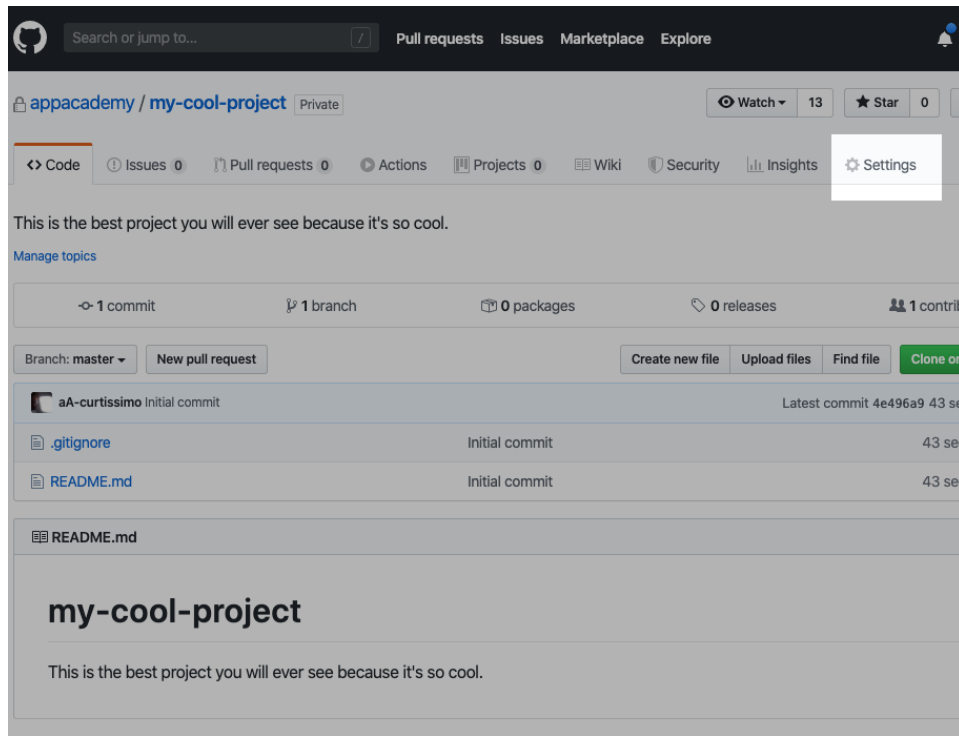 Search or jump to... / Pull requests Issues Marketplace Explore
appacademy / my-cool-project Private Watch 13 Star 0
Code Issues 0 Pull requests 0 Actions Projects 0 Wiki Security Insights Settings
This is the best project you will ever see because it's so cool.
Manage topics
1 commit 1 branch 0 packages 0 releases 1
Branch: master New pull request Create new file Upload files Find file Clone
aA-curtissimo Initial commit Latest commit 4e496a9 43
.gitignore Initial commit 43
README.md Initial commit 43
README.md
my-cool-project
This is the best project you will ever see because it's so cool.